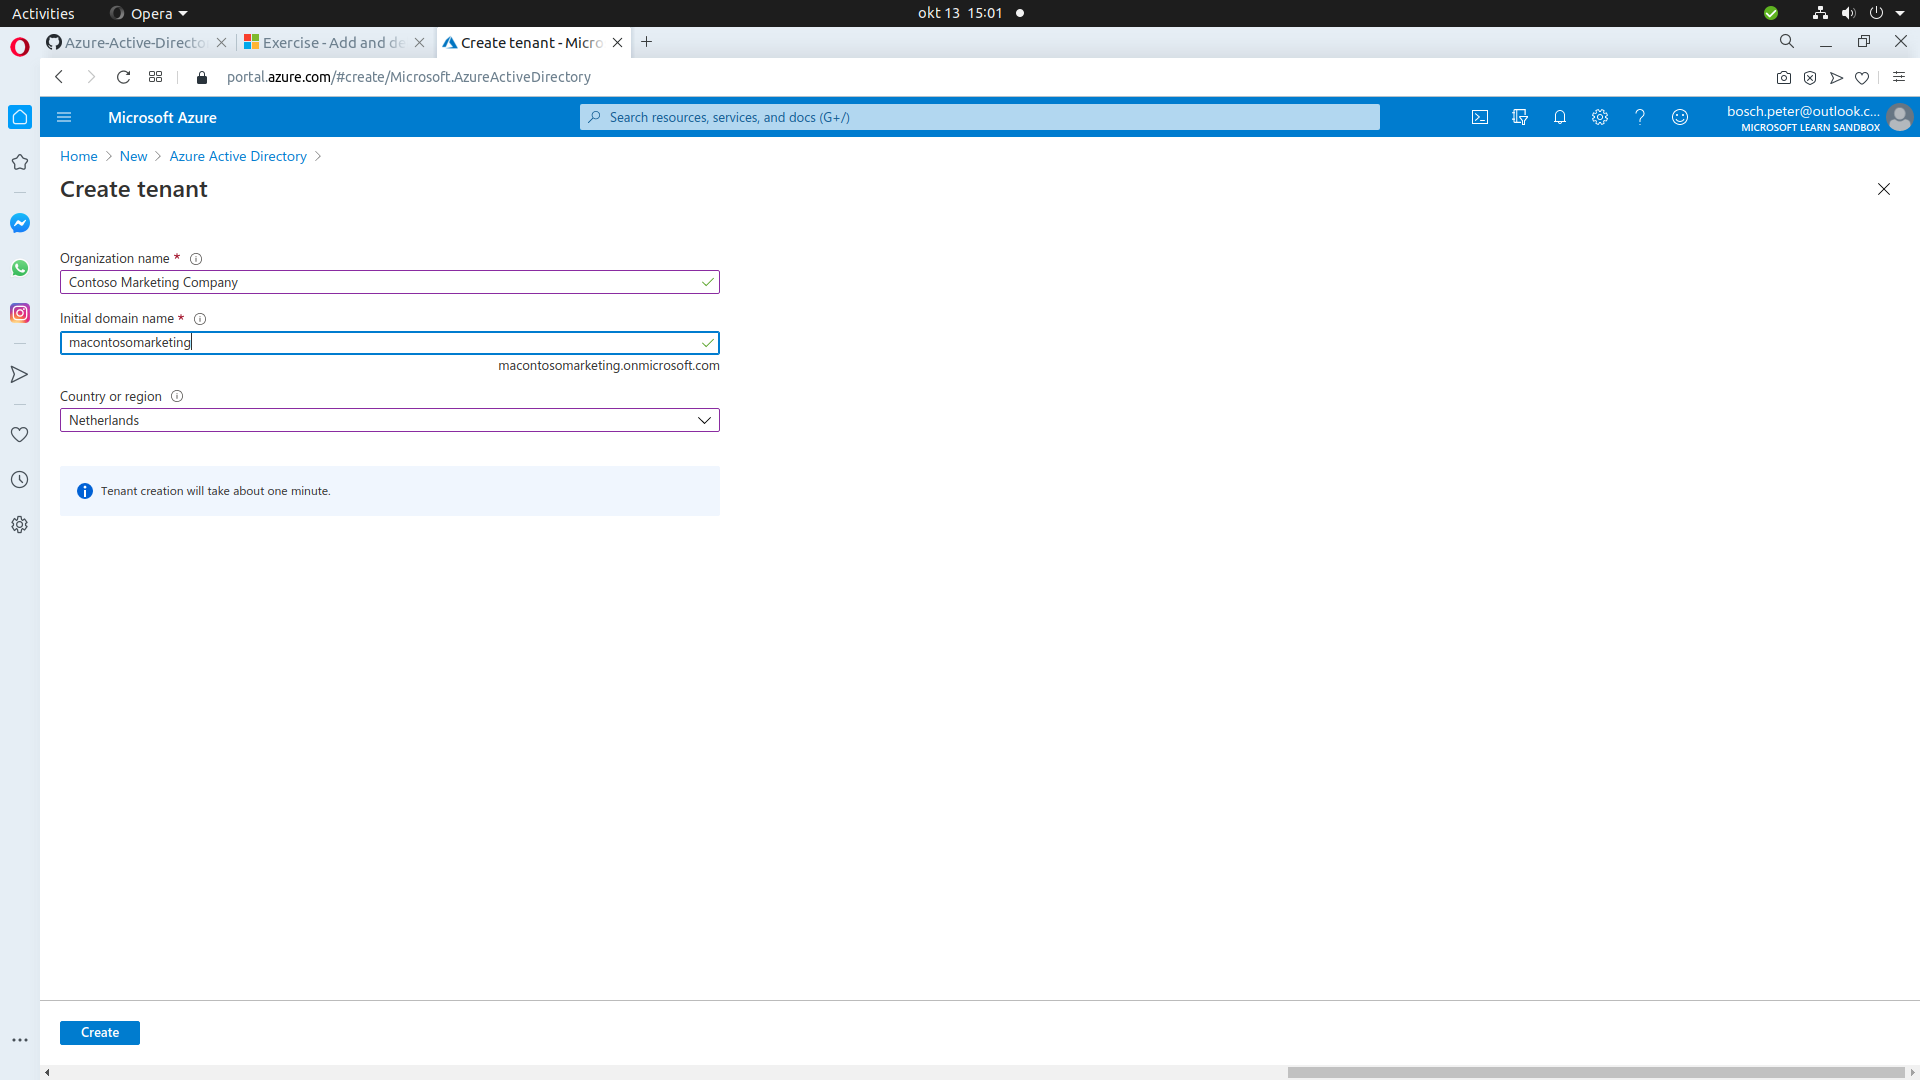 Activities
Opera
okt 13 15:01
Azure-Active-Directo
Exercise - Add and de
Create tenant - Micro
portal.azure.com/#create/Microsoft.AzureActiveDirectory
Microsoft Azure
Search resources, services, and docs (G+/)
bosch.peter@outlook.c...
MICROSOFT LEARN SANDBOX
Home > New > Azure Active Directory >
Create tenant
Organization name *
Contoso Marketing Company
Initial domain name *
macontosomarketing
macontosomarketing.onmicrosoft.com
Country or region
Netherlands
Tenant creation will take about one minute.
Create